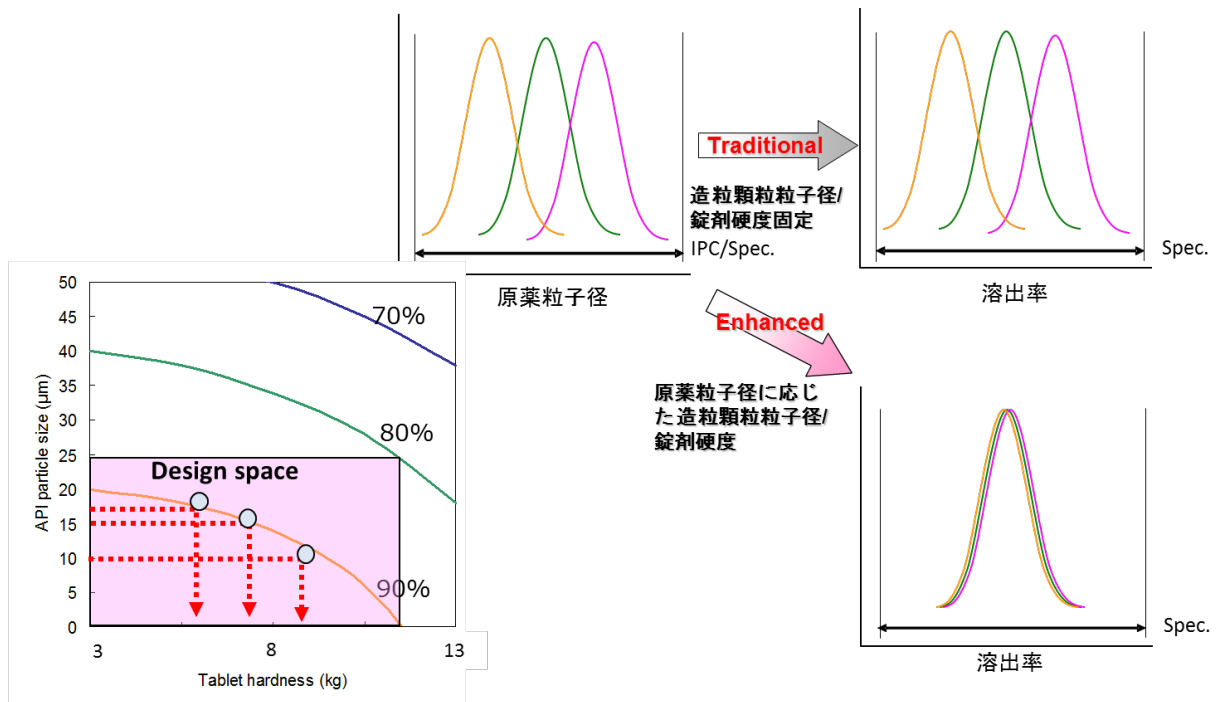 Traditional
造粒顆粒粒子径/
錠剤硬度固定
IPC/Spec.
原薬粒子径
Spec.
溶出率
Enhanced
原薬粒子径に応じ
た造粒顆粒粒子径/
錠剤硬度
Spec.
溶出率
50
45
40
35
30
25
20
15
10
5
0
API particle size (μm)
70%
80%
Design space
90%
3
8
13
Tablet hardness (kg)